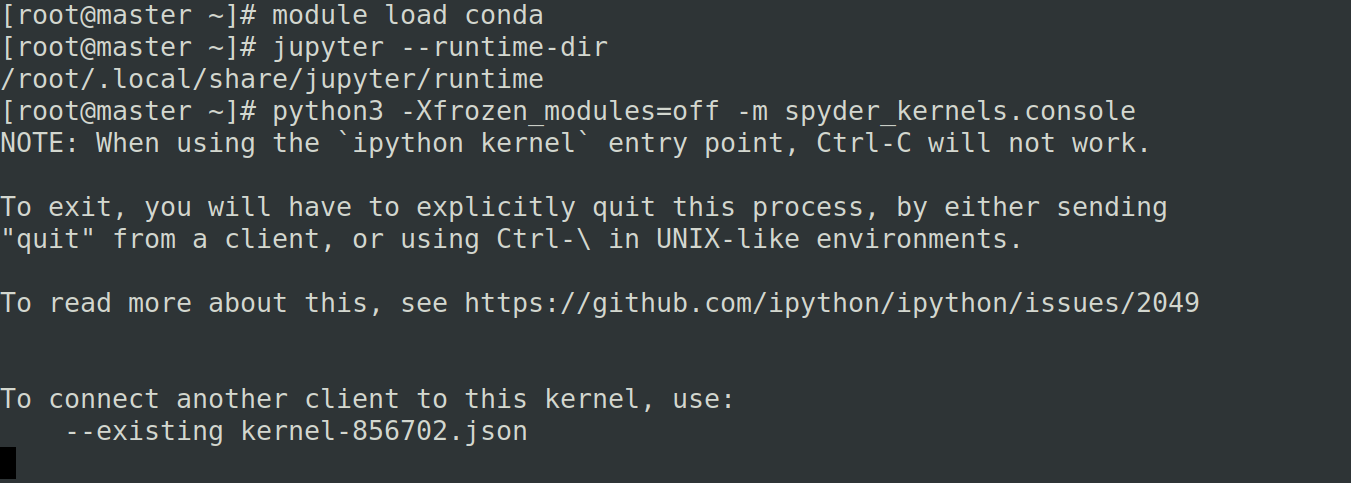 [root@master ~]# module load conda
[root@master ~]# jupyter --runtime-dir
/root/.local/share/jupyter/runtime
[root@master ~]# python3 -Xfrozen_modules=off -m spyder_kernels.console
NOTE: When using the `ipython kernel` entry point, Ctrl-C will not work.
To exit, you will have to explicitly quit this process, by either sending
"quit" from a client, or using Ctrl-\ in UNIX-like environments.
To read more about this, see https://github.com/ipython/ipython/issues/2049
To connect another client to this kernel, use:
    --existing kernel-856702.json